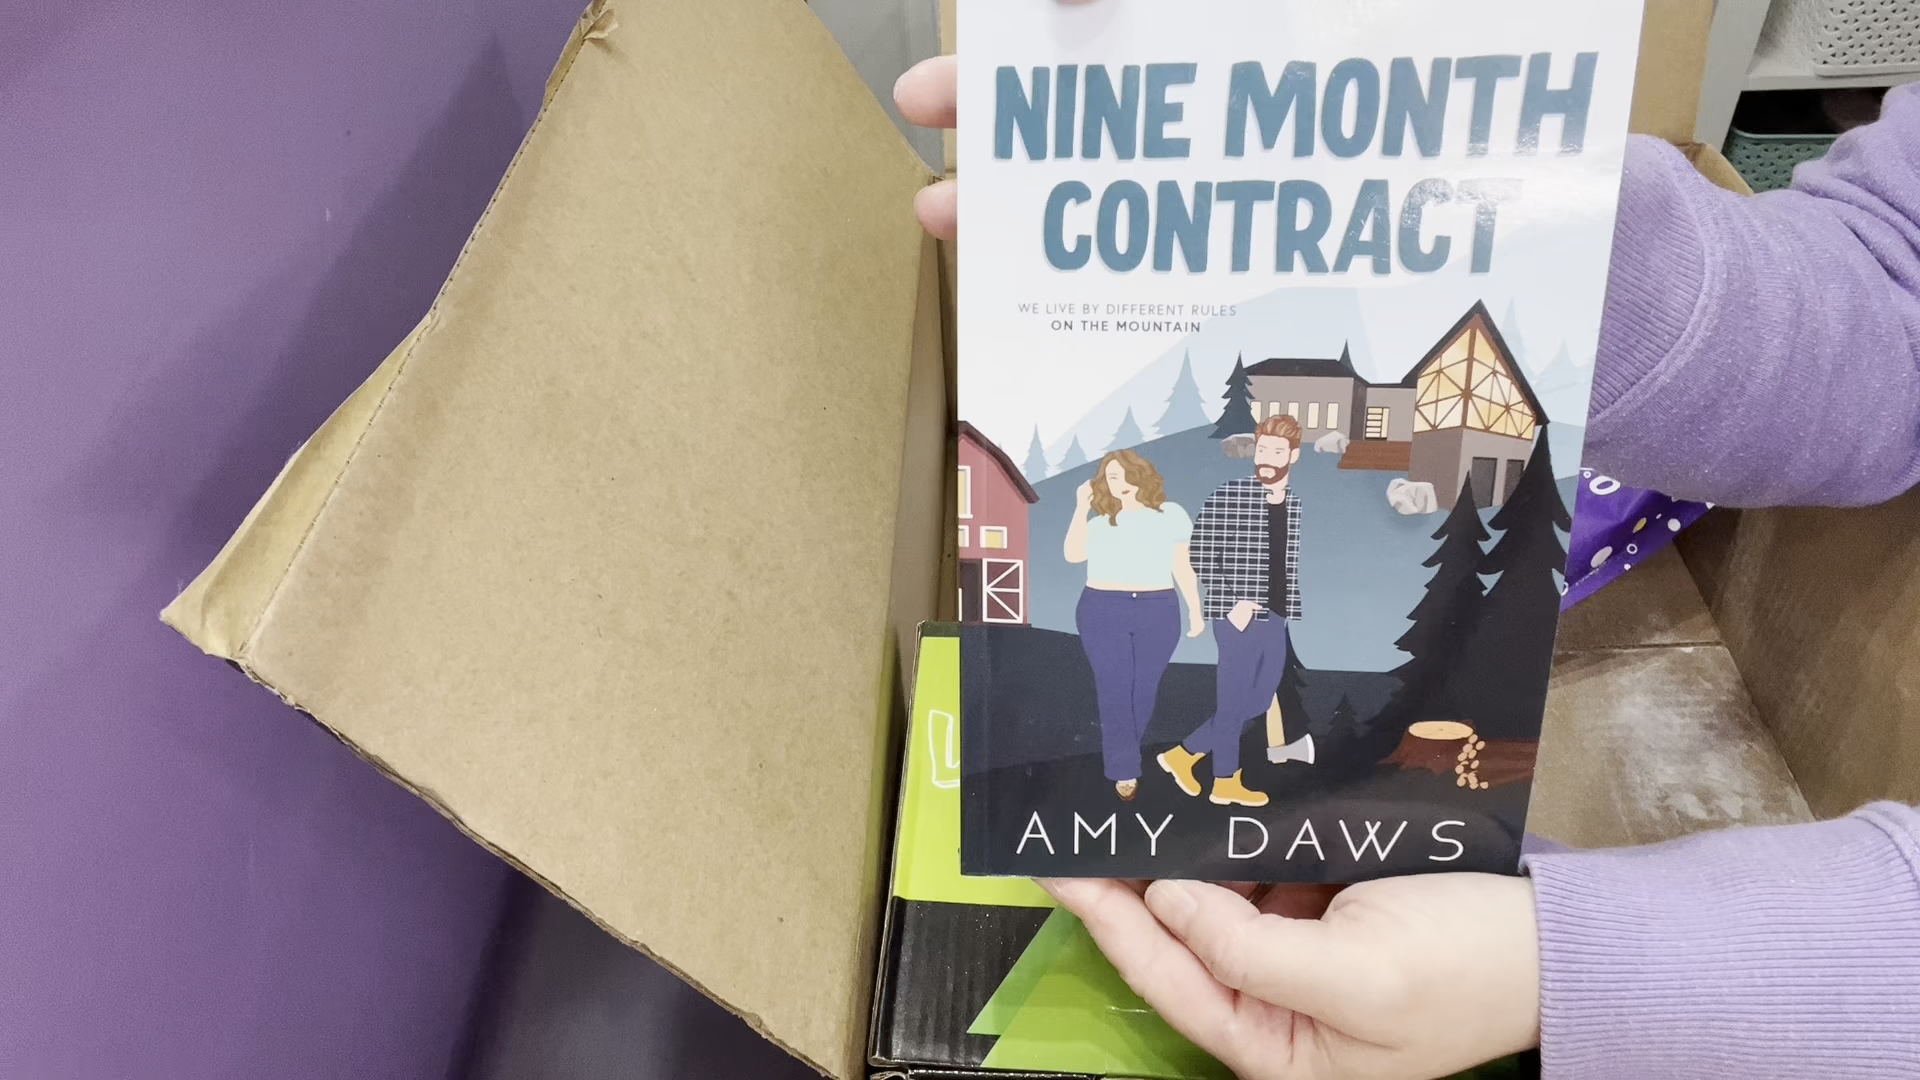 NINE MONTH
CONTRACT
WE LIVE BY DIFFERENT RULES
ON THE MOUNTAIN
AMY DAWS